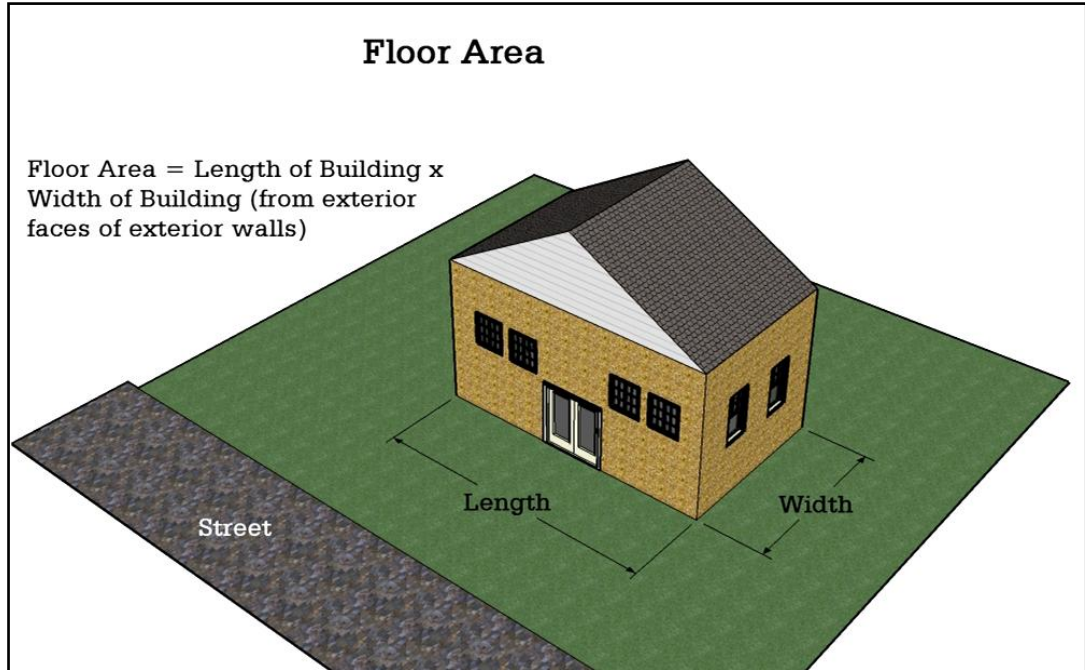 Floor Area
Floor Area = Length of Building x
Width of Building (from exterior
faces of exterior walls)
Length
Width
Street